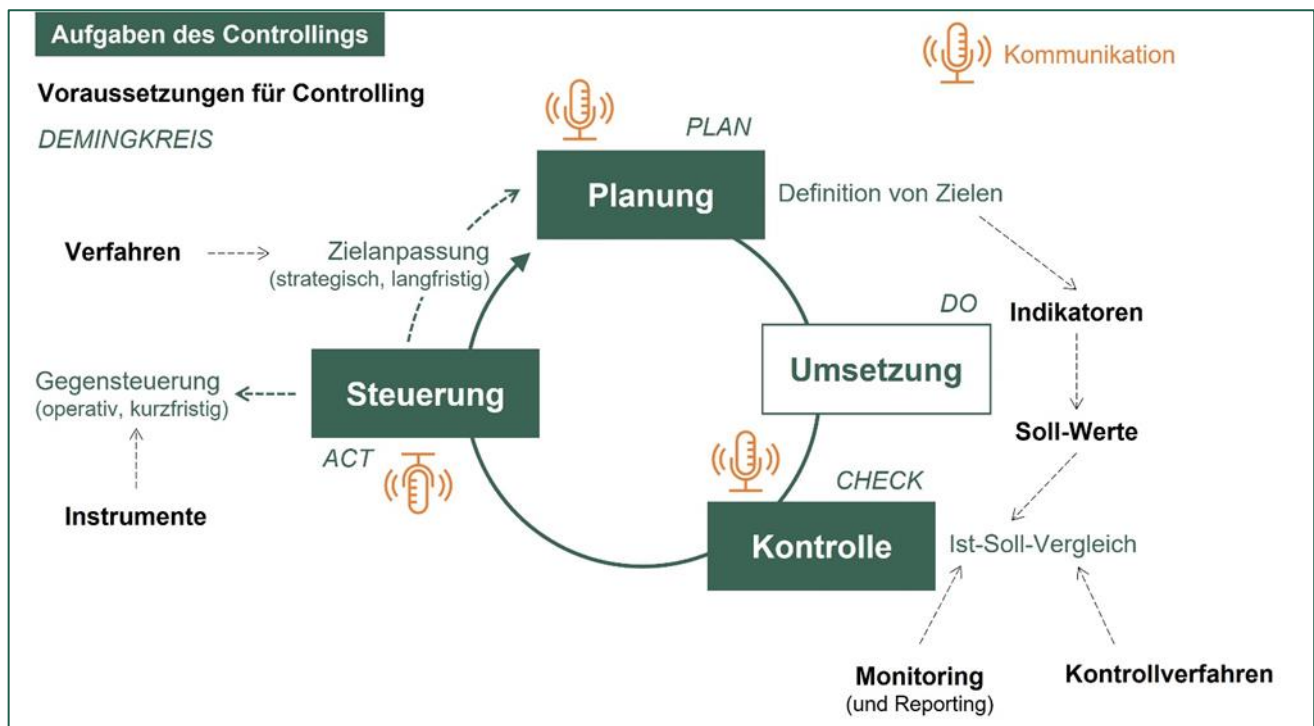 Aufgaben des Controllings
Kommunikation
Voraussetzungen für Controlling
DEMINGKREIS
PLAN
Planung
Definition von Zielen
Verfahren
Zielanpassung
(strategisch, langfristig)
DO
Indikatoren
Umsetzung
Gegensteuerung
(operativ, kurzfristig)
Steuerung
Soll-Werte
ACT
CHECK
Instrumente
Kontrolle
Ist-Soll-Vergleich
Monitoring
(und Reporting)
Kontrollverfahren